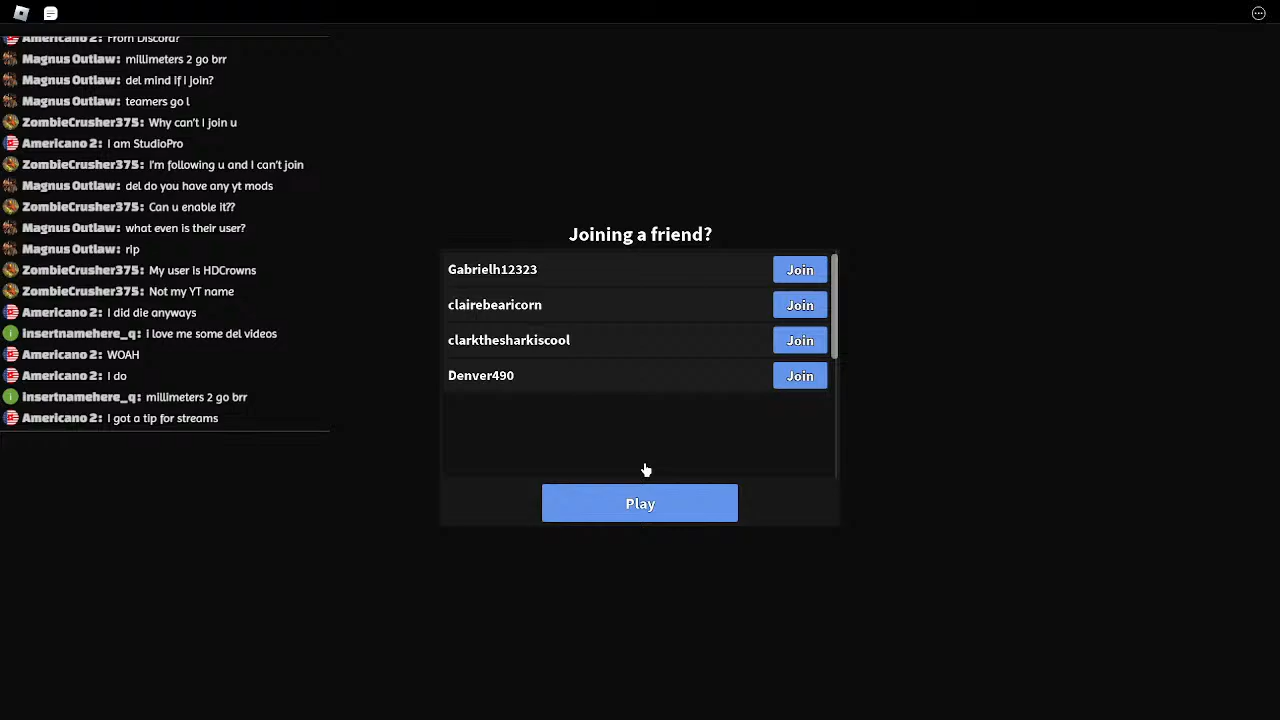 Americano 2: From Discord?
Magnus Outlaw: millimeters 2 go brr
Magnus Outlaw: del mind if i join?
Magnus Outlaw: teamers go l
ZombieCrusher375: Why can't I join u
Americano 2: I am StudioPro
ZombieCrusher375: I'm following u and I can't join
Magnus Outlaw: del do you have any yt mods
ZombieCrusher375: Can u enable it??
Magnus Outlaw: what even is their user?
Magnus Outlaw: rip
ZombieCrusher375: My user is HDCrowns
ZombieCrusher375: Not my YT name
Americano 2: I did die anyways
insertnamehere_q: i love me some del videos
Americano 2: WOAH
Americano 2: I do
insertnamehere_q: millimeters 2 go brr
Americano 2: I got a tip for streams
Joining a friend?
Gabrielh12323 Join
clairebearicorn Join
clarkthesharkiscool Join
Denver490 Join
Play